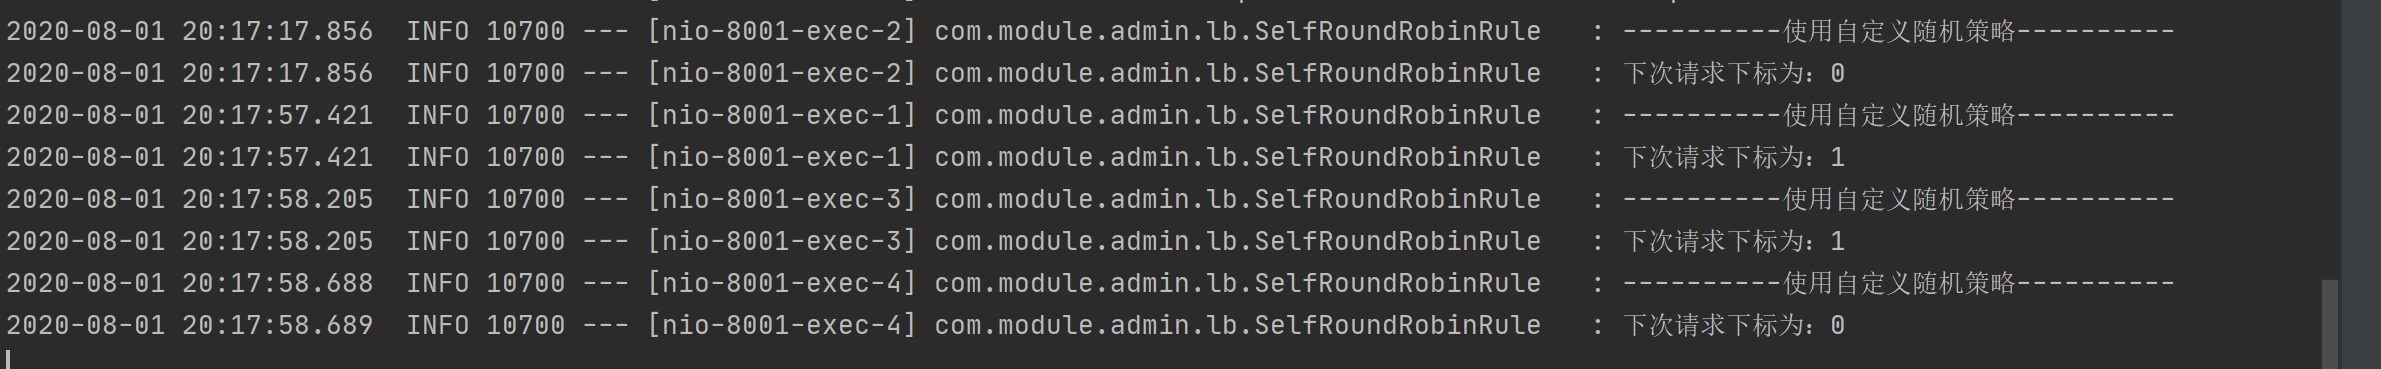 2020-08-01 20:17:17.856  INFO 10700 --- [nio-8001-exec-2] com.module.admin.lb.SelfRoundRobinRule   : ----------使用自定义随机策略----------
2020-08-01 20:17:17.856  INFO 10700 --- [nio-8001-exec-2] com.module.admin.lb.SelfRoundRobinRule   : 下次请求下标为：0
2020-08-01 20:17:57.421  INFO 10700 --- [nio-8001-exec-1] com.module.admin.lb.SelfRoundRobinRule   : ----------使用自定义随机策略----------
2020-08-01 20:17:57.421  INFO 10700 --- [nio-8001-exec-1] com.module.admin.lb.SelfRoundRobinRule   : 下次请求下标为：1
2020-08-01 20:17:58.205  INFO 10700 --- [nio-8001-exec-3] com.module.admin.lb.SelfRoundRobinRule   : ----------使用自定义随机策略----------
2020-08-01 20:17:58.205  INFO 10700 --- [nio-8001-exec-3] com.module.admin.lb.SelfRoundRobinRule   : 下次请求下标为：1
2020-08-01 20:17:58.688  INFO 10700 --- [nio-8001-exec-4] com.module.admin.lb.SelfRoundRobinRule   : ----------使用自定义随机策略----------
2020-08-01 20:17:58.689  INFO 10700 --- [nio-8001-exec-4] com.module.admin.lb.SelfRoundRobinRule   : 下次请求下标为：0